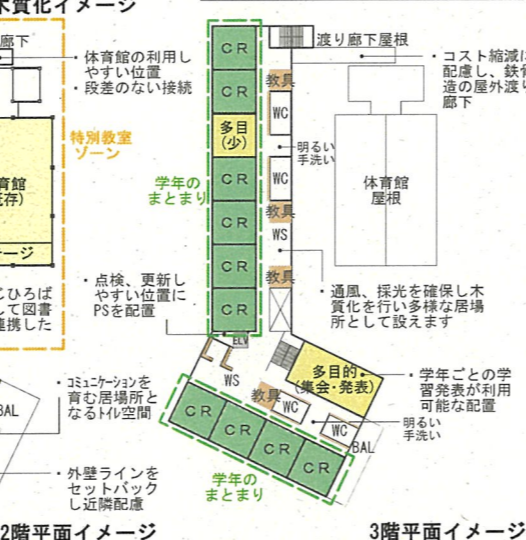 木質化イメージ
廊下
・体育館の利用し
やすい位置
・段差のない接続
特別教室
ゾーン
ージ
・点検、更新し
やすい位置に
PSを配置
ひろば
して図書
連携した
BAL
・コミュニケーションを
育む居場所と
なるトイレ空間
・外壁ラインを
セットバック
し近隣配慮
2階平面イメージ
CR
CR
多目
(少)
CR
CR
CR
CR
学年の
まとまり
教具
WC
WC
教具
WS
教具
ELV
渡り廊下屋根
明るい
手洗い
・コスト縮減に
配慮し、鉄骨
造の屋外渡り
廊下
体育館
屋根
・通風、採光を確保し木
質化を行い多様な居場
所として設えます
WS
多目的
(集会・発表)
・学年ごとの学
習発表が利用
可能な配置
教具
WC
WC
明るい
手洗い
BAL
CR
CR
CR
CR
学年の
まとまり
3階平面イメージ